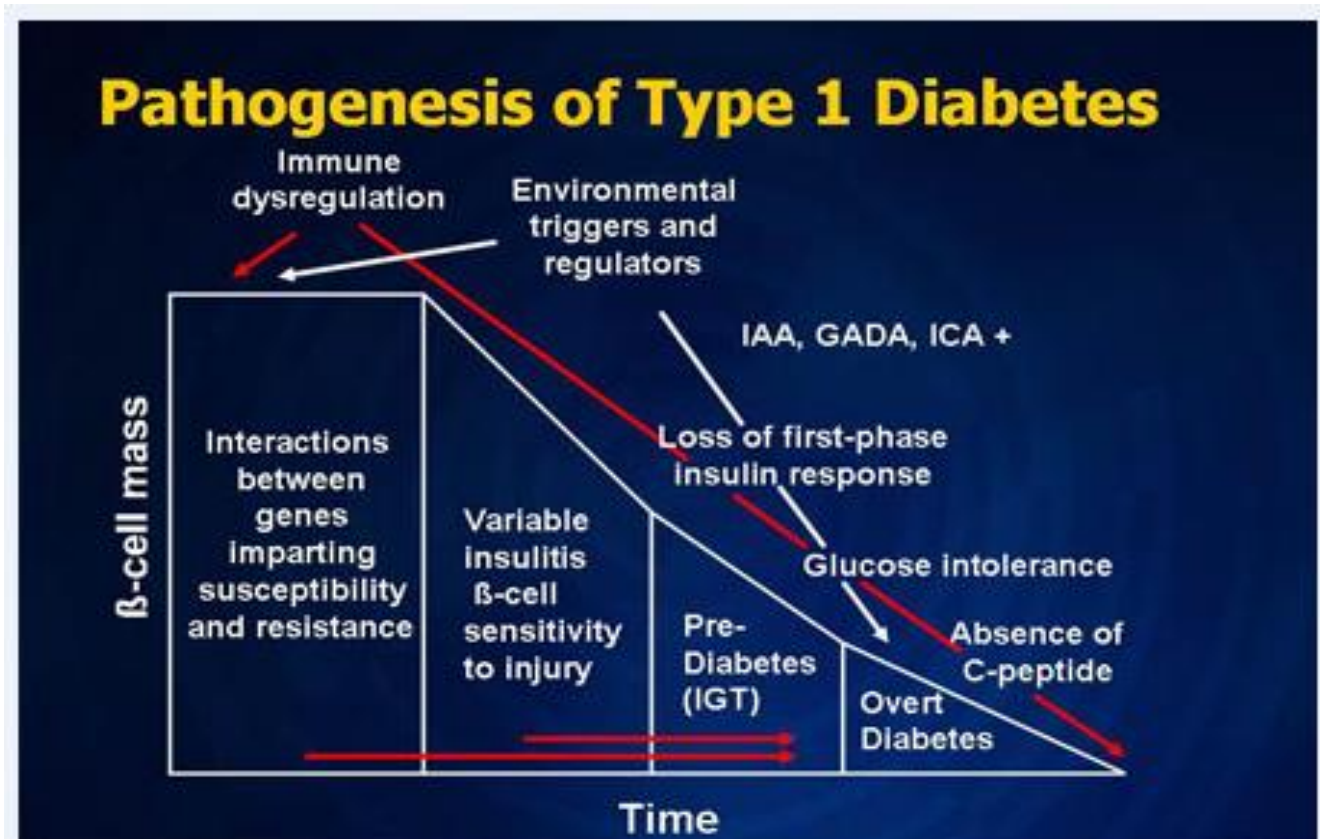 Pathogenesis of Type 1 Diabetes
Immune
dysregulation
Environmental
triggers and
regulators
IAA, GADA, ICA +
Loss of first-phase
insulin response
Glucose intolerance
Absence of
C-peptide
ß-cell mass
Interactions
between
genes
imparting
susceptibility
and resistance
Variable
insulitis
ß-cell
sensitivity
to injury
Pre-
Diabetes
(IGT)
Overt
Diabetes
Time